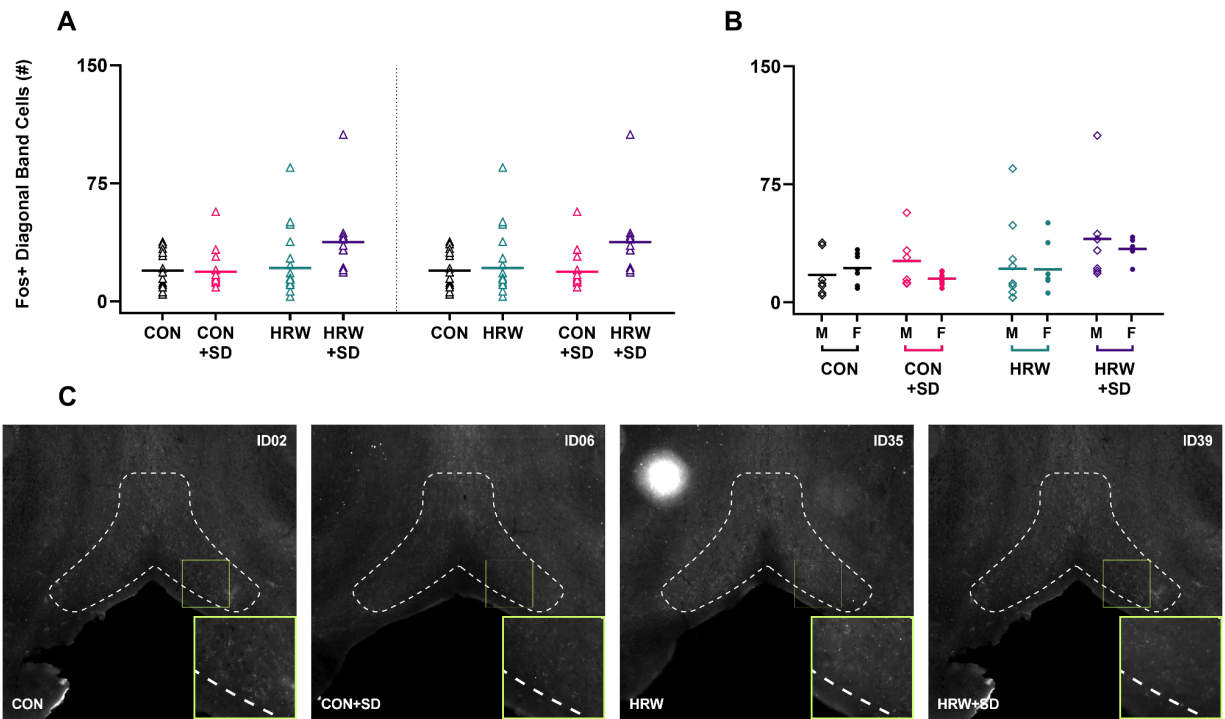 A
B
Fos+ Diagonal Band Cells (#)
150
75
0
CON
CON
+SD
HRW
HRW
+SD
CON
HRW
CON
+SD
HRW
+SD
150
75
0
M F M F M F M F
CON
CON
+SD
HRW
HRW
+SD
C
ID02
CON
ID06
CON+SD
ID35
HRW
ID39
HRW+SD